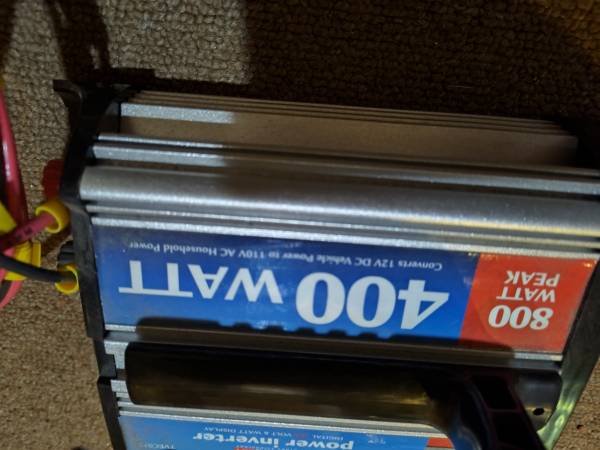 power inverter
DIGITAL VOLT & WATT DISPLAY
800
WATT
PEAK
400 WATT
Converts 12V DC Vehicle Power to 110V AC Household Power